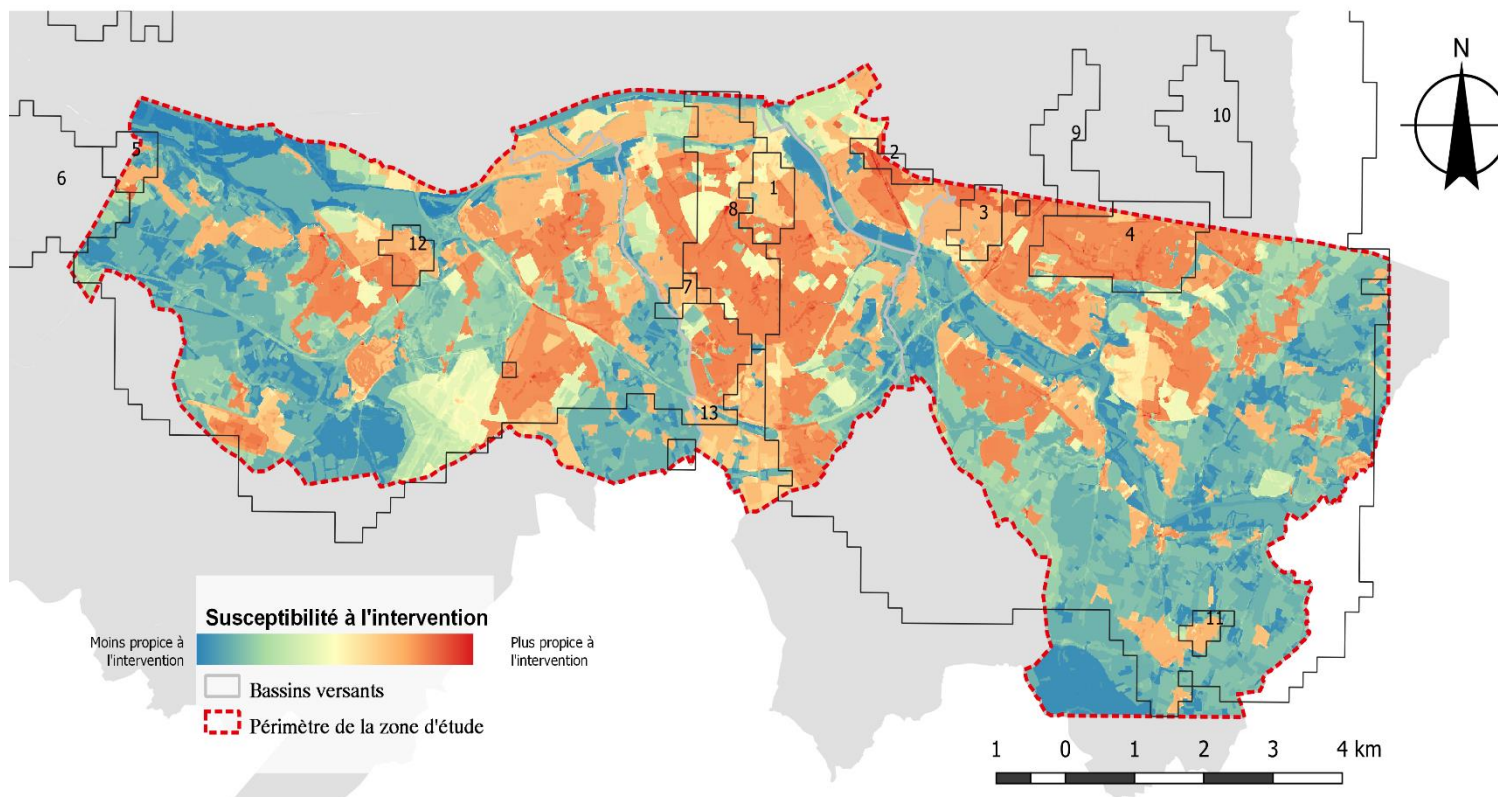 N
9
10
5
2
6
1
3
8
12
4
7
13
11
Susceptibilité à l'intervention
Moins propice à
l'intervention
Plus propice à
l'intervention
Bassins versants
Périmètre de la zone d'étude
1 0 1 2 3 4 km